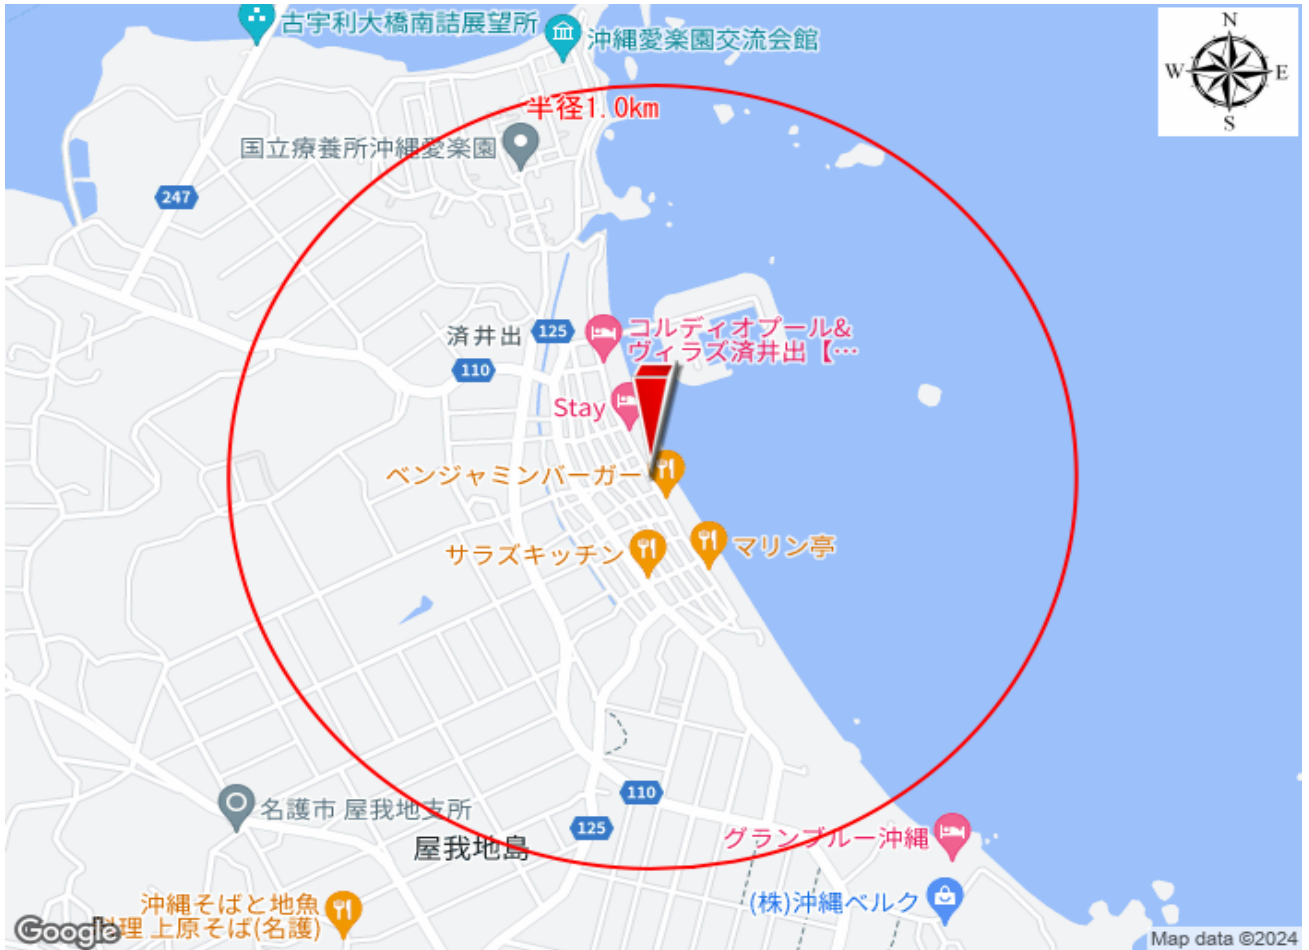 古宇利大橋南詰展望所
沖縄愛楽園交流会館
N
W
E
S
半径1.0km
国立療養所沖縄愛楽園
247
済井出
125
コルディオプール&
ヴィラズ済井出【…
110
Stay
ベンジャミンバーガー
サラズキッチン
マリン亭
110
名護市 屋我地支所
125
屋我地島
グランブルー沖縄
(株)沖縄ベルク
沖縄そばと地魚
料理 上原そば(名護)
Google
Map data ©2024